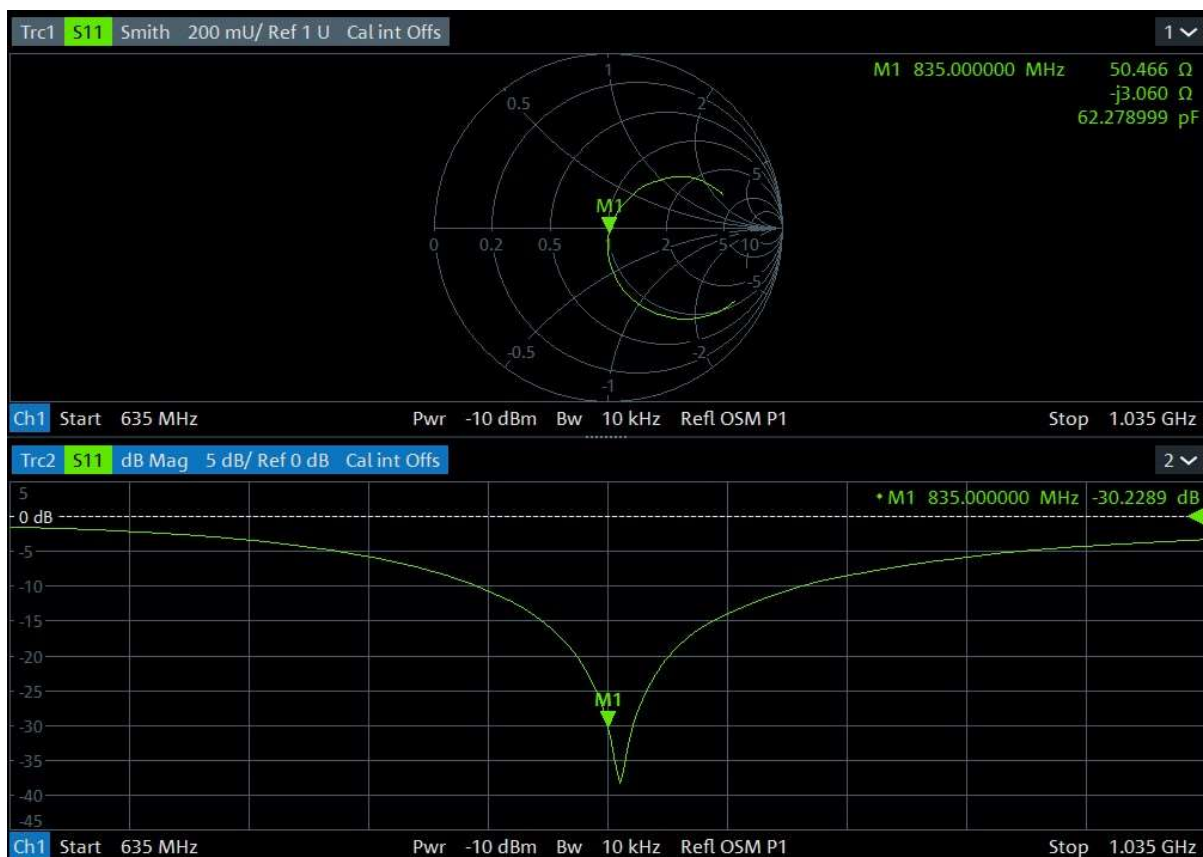 Trc1 S11 Smith 200 mU/ Ref 1 U Cal int Offs 1
M1 835.000000 MHz 50.466 Ω
-j3.060 Ω
62.278999 pF
1
0.5 2
5
M1
0 0.2 0.5 2 5 10
-5
-0.5 -2
-1
Ch1 Start 635 MHz Pwr -10 dBm Bw 10 kHz Refl OSM P1 Stop 1.035 GHz
Trc2 S11 dB Mag 5 dB/ Ref 0 dB Cal int Offs 2
5 • M1 835.000000 MHz -30.2289 dB
0 dB
-5
-10
-15
-20
-25
M1
-30
-35
-40
-45
Ch1 Start 635 MHz Pwr -10 dBm Bw 10 kHz Refl OSM P1 Stop 1.035 GHz